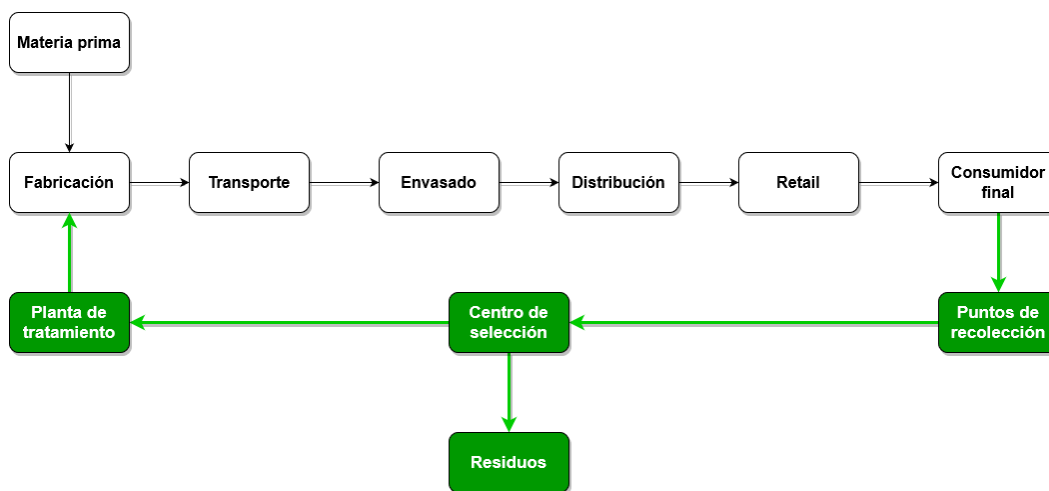 Materia prima
Fabricación
Transporte
Envasado
Distribución
Retail
Consumidor
final
Planta de
tratamiento
Centro de
selección
Puntos de
recolección
Residuos